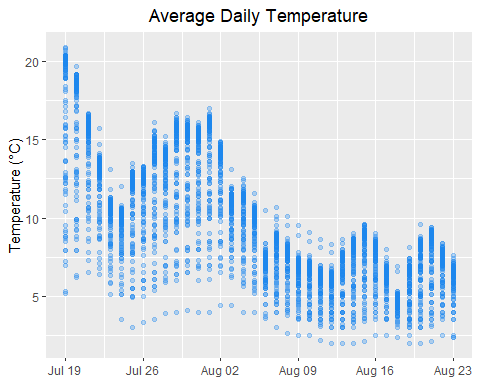 Average Daily Temperature
Temperature (°C)
20
15
10
5
Jul 19
Jul 26
Aug 02
Aug 09
Aug 16
Aug 23